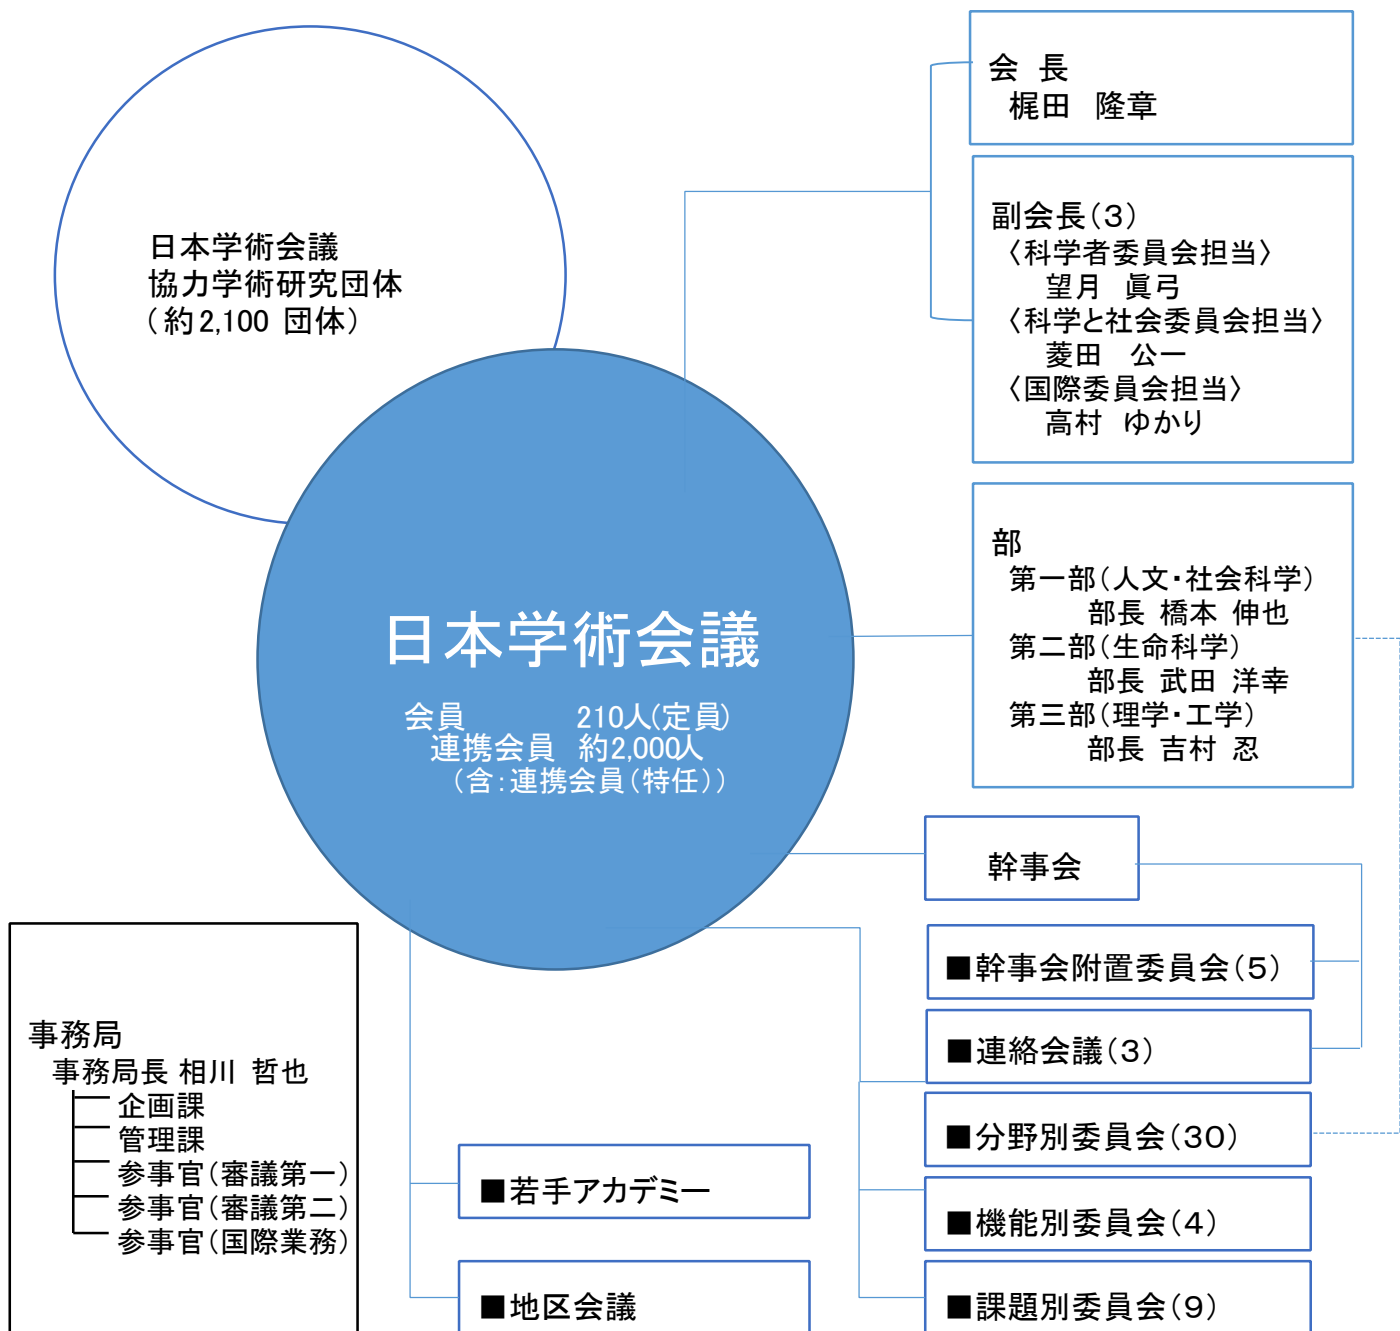 日本学術会議
協力学術研究団体
（約2,100 団体）
日本学術会議
会員 210人(定員)
連携会員 約2,000人
（含：連携会員（特任））
会 長
梶田 隆章
副会長（3）
〈科学者委員会担当〉
望月 眞弓
〈科学と社会委員会担当〉
菱田 公一
〈国際委員会担当〉
高村 ゆかり
部
第一部（人文・社会科学）
部長 橋本 伸也
第二部（生命科学）
部長 武田 洋幸
第三部（理学・工学）
部長 吉村 忍
幹事会
■幹事会附置委員会（5）
■連絡会議（3）
■分野別委員会（30）
■機能別委員会（4）
■課題別委員会（9）
■若手アカデミー
■地区会議
事務局
事務局長 相川 哲也
企画課
管理課
参事官（審議第一）
参事官（審議第二）
参事官（国際業務）